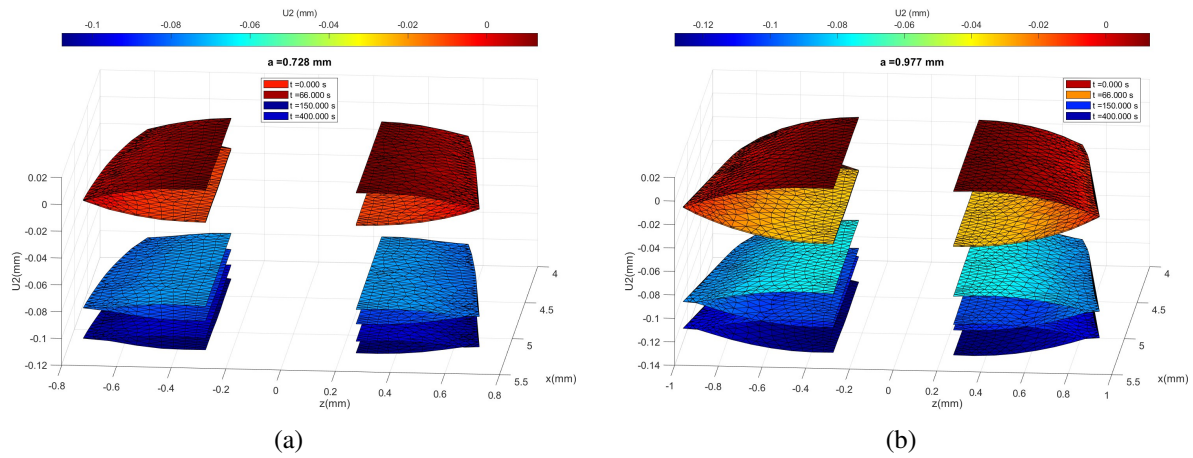 U2 (mm)
-0.1 -0.08 -0.06 -0.04 -0.02 0
a =0.728 mm
t =0.000 s
t =66.000 s
t =150.000 s
t =400.000 s
0.02
0
-0.02
-0.04
-0.06
-0.08
-0.1
-0.12
U2(mm)
-0.8 -0.6 -0.4 -0.2 0 0.2 0.4 0.6 0.8
z(mm)
4
4.5
5
5.5
x(mm)
(a)
U2 (mm)
-0.12 -0.1 -0.08 -0.06 -0.04 -0.02 0
a =0.977 mm
t =0.000 s
t =66.000 s
t =150.000 s
t =400.000 s
0.02
0
-0.02
-0.04
-0.06
-0.08
-0.1
-0.12
-0.14
U2(mm)
-1 -0.8 -0.6 -0.4 -0.2 0 0.2 0.4 0.6 0.8 1
z(mm)
4
4.5
5
5.5
x(mm)
(b)